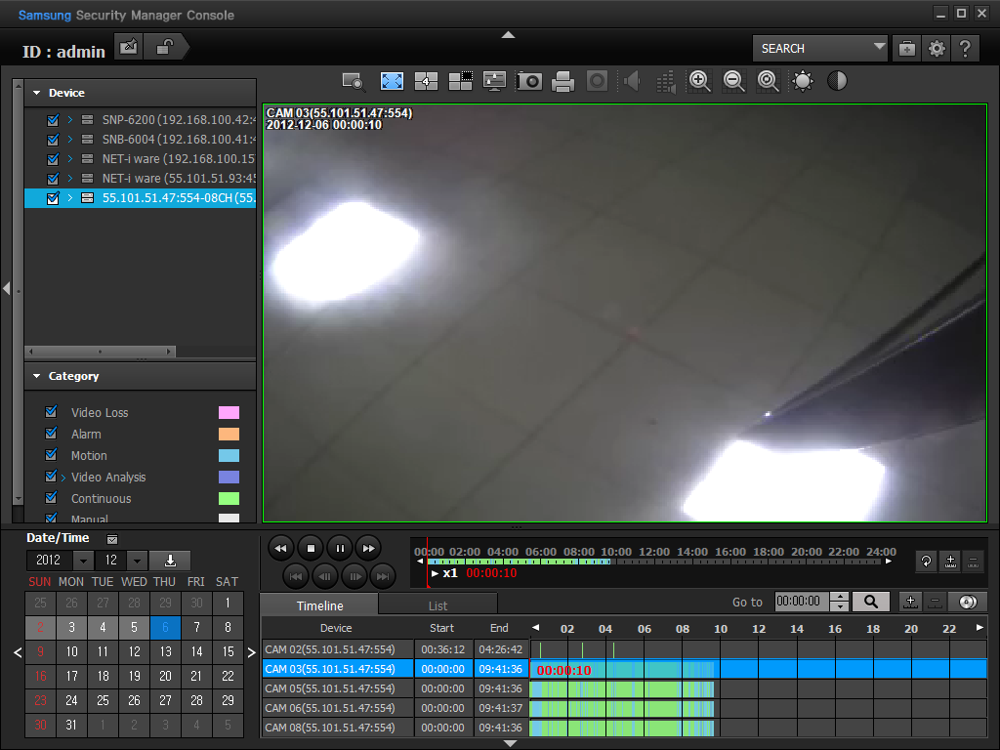 Samsung Security Manager Console
ID : admin
SEARCH
Device
SNP-6200 (192.168.100.42:4
SNB-6004 (192.168.100.41:4
NET-i ware (192.168.100.15
NET-i ware (55.101.51.93:45
55.101.51.47:554-08CH (55.
CAM 03(55.101.51.47:554)
2012-12-06 00:00:10
Category
Video Loss
Alarm
Motion
Video Analysis
Continuous
Manual
Date/Time
2012 12
SUN MON TUE WED THU FRI SAT
25 26 27 28 29 30 1
2 3 4 5 6 7 8
9 10 11 12 13 14 15
16 17 18 19 20 21 22
23 24 25 26 27 28 29
30 31 1 2 3 4 5
00:00 02:00 04:00 06:00 08:00 10:00 12:00 14:00 16:00 18:00 20:00 22:00 24:00
x1 00:00:10
Timeline List Go to 00:00:00
Device Start End 02 04 06 08 10 12 14 16 18 20 22
CAM 02(55.101.51.47:554) 00:36:12 04:26:42
CAM 03(55.101.51.47:554) 00:00:00 09:41:36 00:00:10
CAM 05(55.101.51.47:554) 00:00:00 09:41:36
CAM 06(55.101.51.47:554) 00:00:00 09:41:37
CAM 08(55.101.51.47:554) 00:00:00 09:41:36